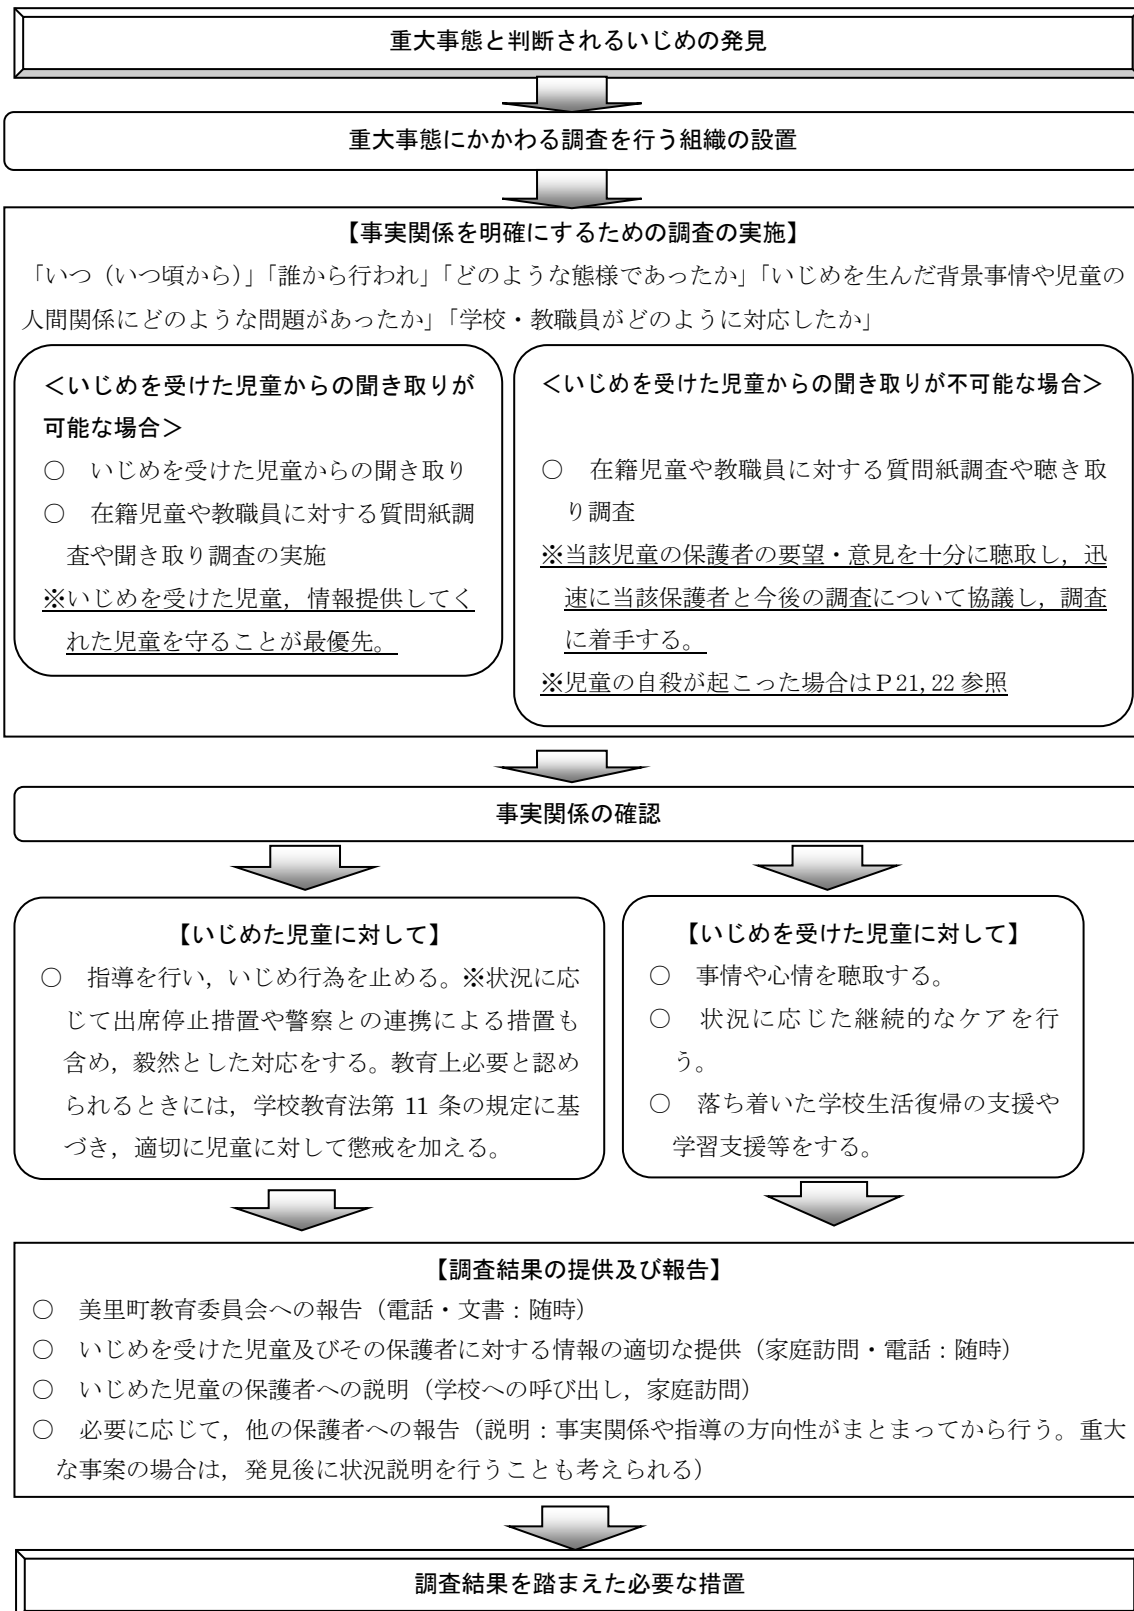 重大事態と判断されるいじめの発見
重大事態にかかわる調査を行う組織の設置
【事実関係を明確にするための調査の実施】
「いつ（いつ頃から）」「誰から行われ」「どのような態様であったか」「いじめを生んだ背景事情や児童の
人間関係にどのような問題があったか」「学校・教職員がどのように対応したか」
＜いじめを受けた児童からの聞き取りが
可能な場合＞
○　いじめを受けた児童からの聞き取り
○　在籍児童や教職員に対する質問紙調
査や聞き取り調査の実施
※いじめを受けた児童，情報提供してく
れた児童を守ることが最優先。
＜いじめを受けた児童からの聞き取りが不可能な場合＞
○　在籍児童や教職員に対する質問紙調査や聴き取
り調査
※当該児童の保護者の要望・意見を十分に聴取し，迅
速に当該保護者と今後の調査について協議し，調査
に着手する。
※児童の自殺が起こった場合はＰ21,22 参照
事実関係の確認
【いじめた児童に対して】
○　指導を行い，いじめ行為を止める。※状況に応
じて出席停止措置や警察との連携による措置も
含め，毅然とした対応をする。教育上必要と認め
られるときには，学校教育法第 11 条の規定に基
づき，適切に児童に対して懲戒を加える。
【いじめを受けた児童に対して】
○　事情や心情を聴取する。
○　状況に応じた継続的なケアを行
う。
○　落ち着いた学校生活復帰の支援や
学習支援等をする。
【調査結果の提供及び報告】
○　美里町教育委員会への報告（電話・文書：随時）
○　いじめを受けた児童及びその保護者に対する情報の適切な提供（家庭訪問・電話：随時）
○　いじめた児童の保護者への説明（学校への呼び出し，家庭訪問）
○　必要に応じて，他の保護者への報告（説明：事実関係や指導の方向性がまとまってから行う。重大
な事案の場合は，発見後に状況説明を行うことも考えられる）
調査結果を踏まえた必要な措置